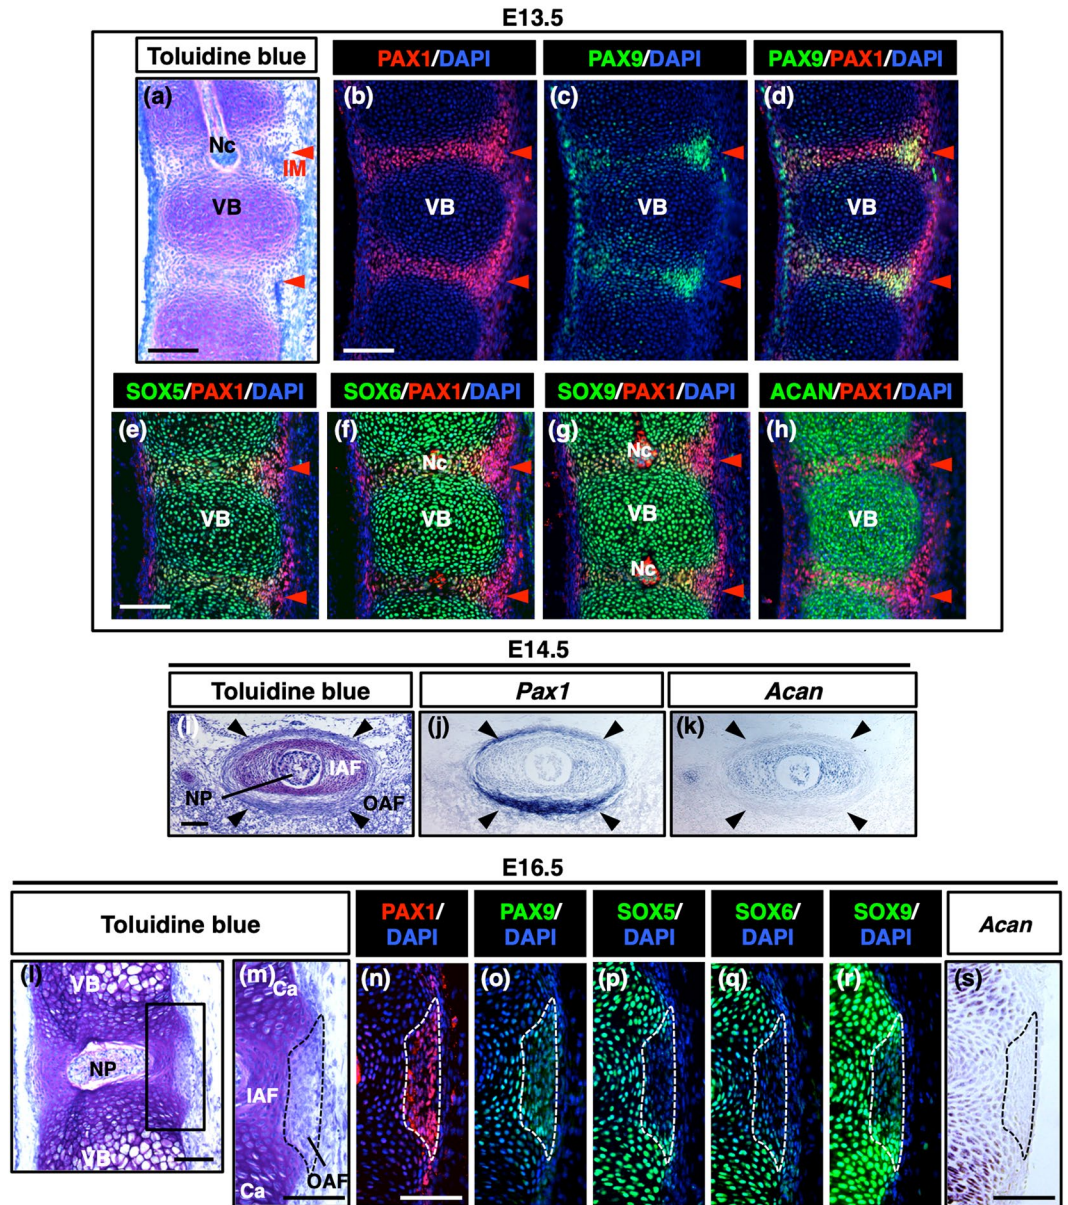 E13.5
Toluidine blue
PAX1/DAPI
PAX9/DAPI
PAX9/PAX1/DAPI
(a)
(b)
(c)
(d)
Nc
IM
VB
VB
VB
VB
SOX5/PAX1/DAPI
SOX6/PAX1/DAPI
SOX9/PAX1/DAPI
ACAN/PAX1/DAPI
(e)
(f)
(g)
(h)
Nc
Nc
VB
VB
VB
VB
Nc
E14.5
Toluidine blue
Pax1
Acan
(i)
(j)
(k)
IAF
NP
OAF
E16.5
Toluidine blue
PAX1/
DAPI
PAX9/
DAPI
SOX5/
DAPI
SOX6/
DAPI
SOX9/
DAPI
Acan
(l)
(m)
(n)
(o)
(p)
(q)
(r)
(s)
VB
Ca
NP
IAF
VB
OAF
Ca